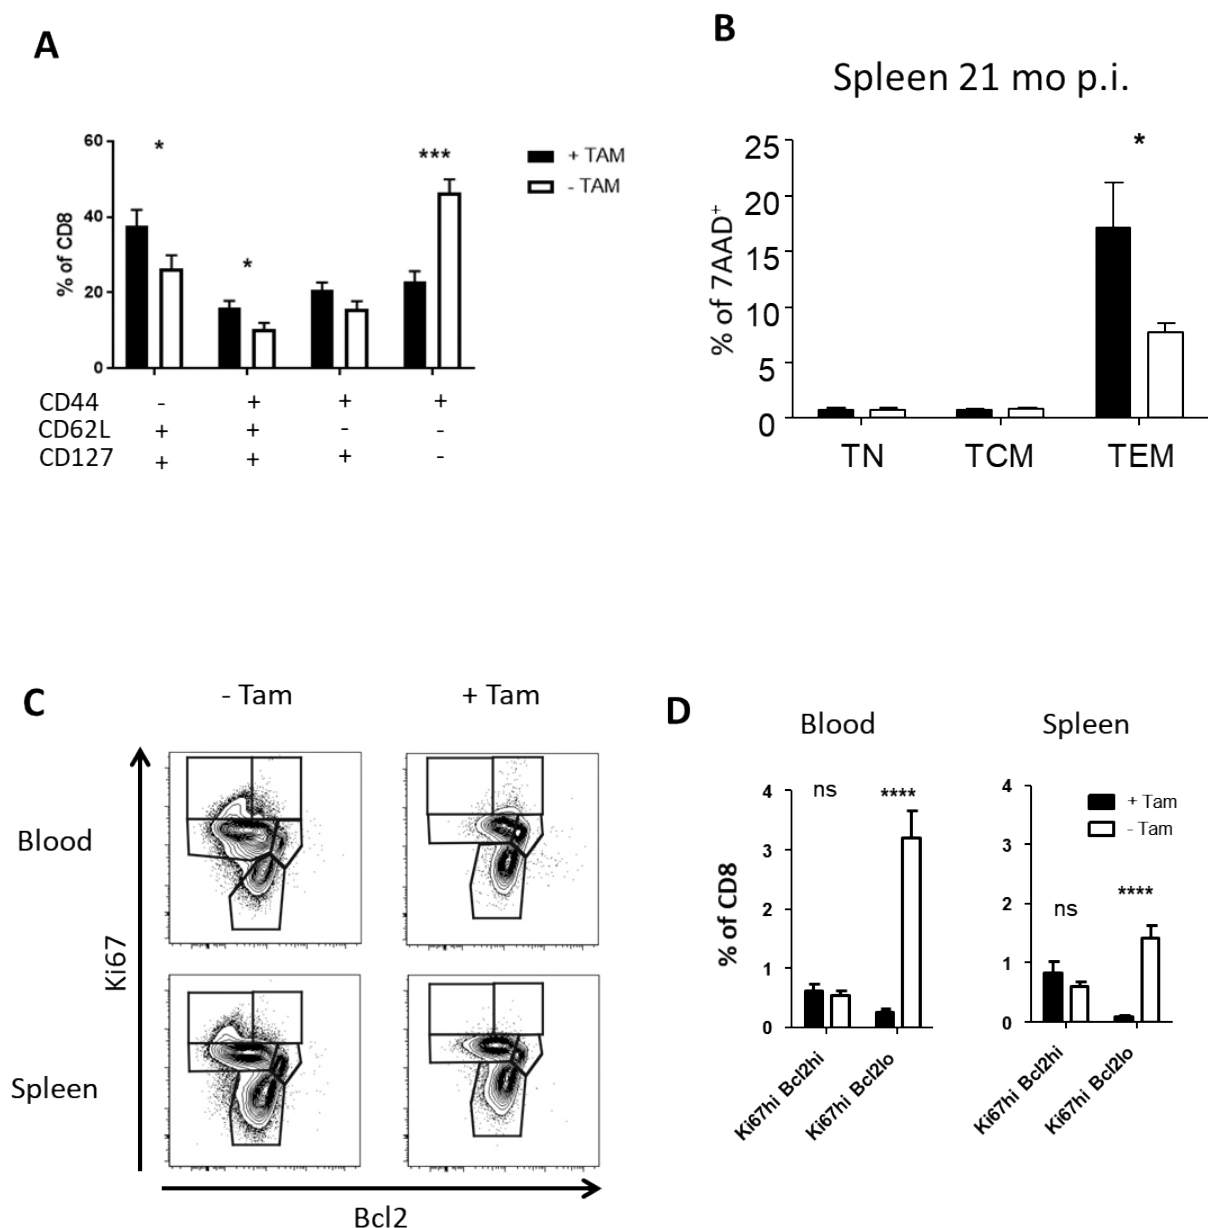 A
60
40
20
0
% of CD8
*
*
***
+ TAM
- TAM
CD44 - + + +
CD62L + + - -
CD127 + + + -
B
Spleen 21 mo p.i.
25
20
15
10
5
0
% of 7AAD+
*
TN TCM TEM
C
- Tam + Tam
Blood
Spleen
Ki67
Bcl2
D
Blood Spleen
4
3
2
1
0
% of CD8
ns ****
Ki67hi Bcl2hi
Ki67hi Bcl2lo
4
3
2
1
0
ns ****
+ Tam
- Tam
Ki67hi Bcl2hi
Ki67hi Bcl2lo